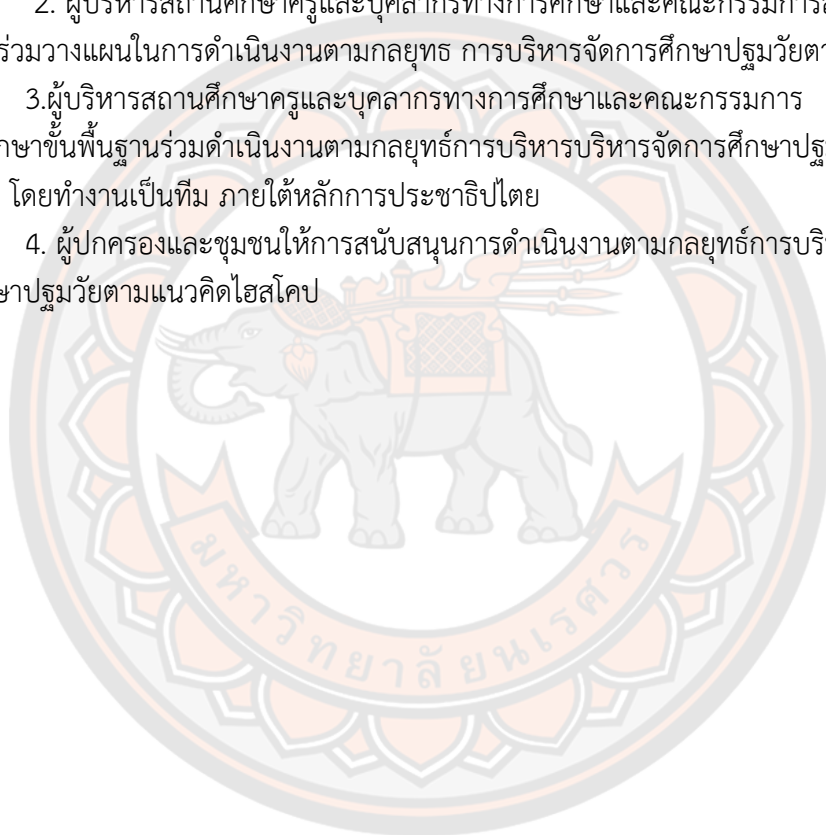 2. ผู้บริหารสถานศึกษาครูและบุคลากรทางการศึกษาและคณะกรรมการ
ร่วมวางแผนในการดำเนินงานตามกลยุทธ การบริหารจัดการศึกษาปฐมวัย
3.ผู้บริหารสถานศึกษาครูและบุคลากรทางการศึกษาและคณะกรรมการ
กษาขั้นพื้นฐานร่วมดำเนินงานตามกลยุทธ์การบริหารบริหารจัดการศึกษาปฐ
โดยทำงานเป็นทีม ภายใต้หลักการประชาธิปไตย
4. ผู้ปกครองและชุมชนให้การสนับสนุนการดำเนินงานตามกลยุทธ์การบริ
ษาปฐมวัยตามแนวคิดไฮสโคป
มหาวิทยาลัยนเรศวร